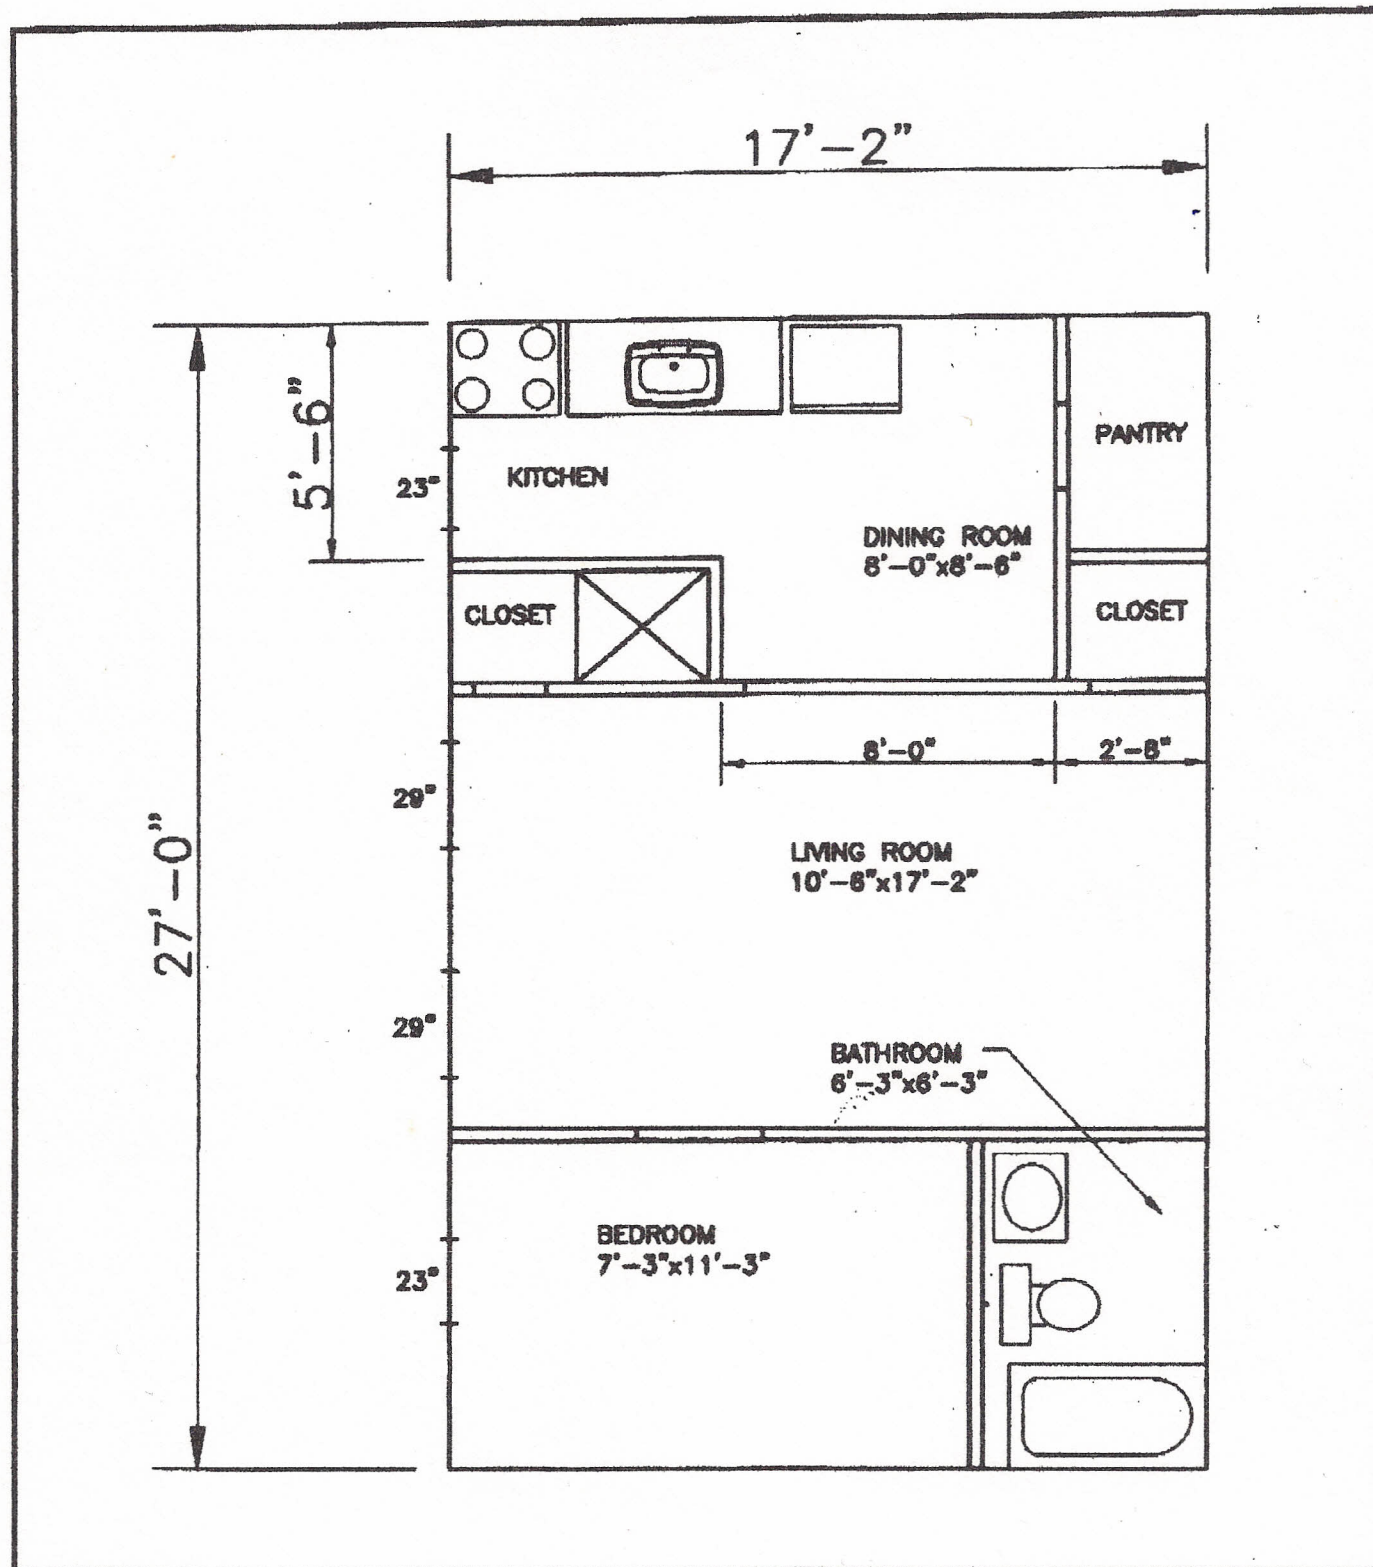 17'-2"
5'-6"
23"
KITCHEN
PANTRY
DINING ROOM
8'-0"x8'-6"
CLOSET
CLOSET
8'-0"
2'-8"
29"
27'-0"
LIVING ROOM
10'-6"x17'-2"
29"
BATHROOM
6'-3"x6'-3"
BEDROOM
7'-3"x11'-3"
23"